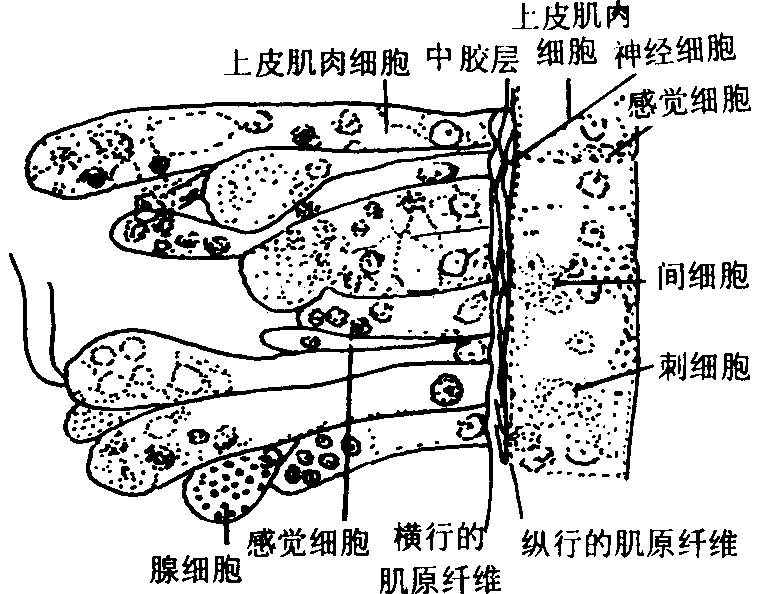 上皮肌内
细胞
上皮肌肉细胞
中胶层
神经细胞
感觉细胞
间细胞
刺细胞
腺细胞
感觉细胞
横行的
肌原纤维
纵行的肌原纤维